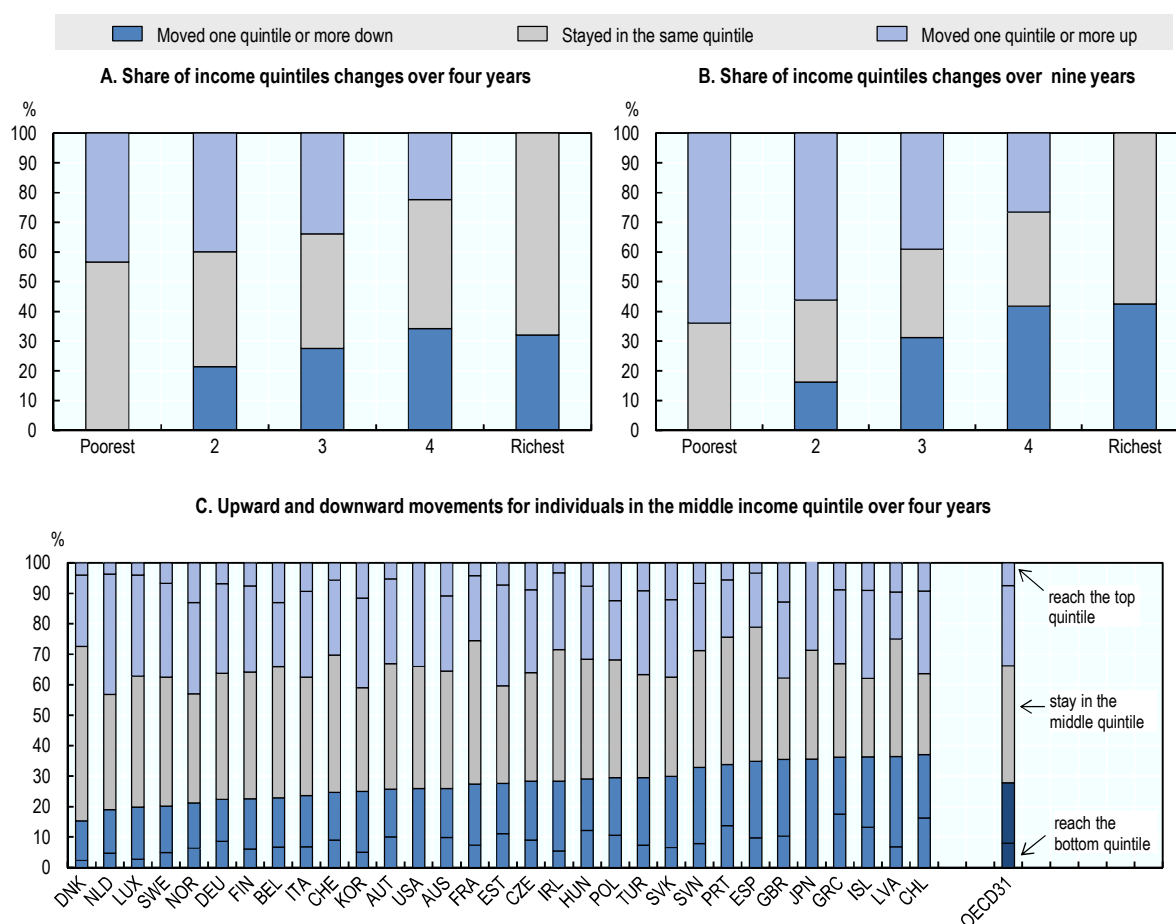 Moved one quintile or more down Stayed in the same quintile Moved one quintile or more up
A. Share of income quintiles changes over four years
%
100
90
80
70
60
50
40
30
20
10
0
Poorest 2 3 4 Richest
B. Share of income quintiles changes over nine years
%
100
90
80
70
60
50
40
30
20
10
0
Poorest 2 3 4 Richest
C. Upward and downward movements for individuals in the middle income quintile over four years
%
100
90
80
70
60
50
40
30
20
10
0
reach the top
quintile
stay in the
middle quintile
reach the
bottom quintile
DNK NLD LUX SWE NOR DEU FIN BEL ITA CHE KOR AUT USA AUS FRA EST CZE IRL HUN POL TUR SVK SVN PRT ESP GBR JPN GRC ISL LVA CHL OECD31